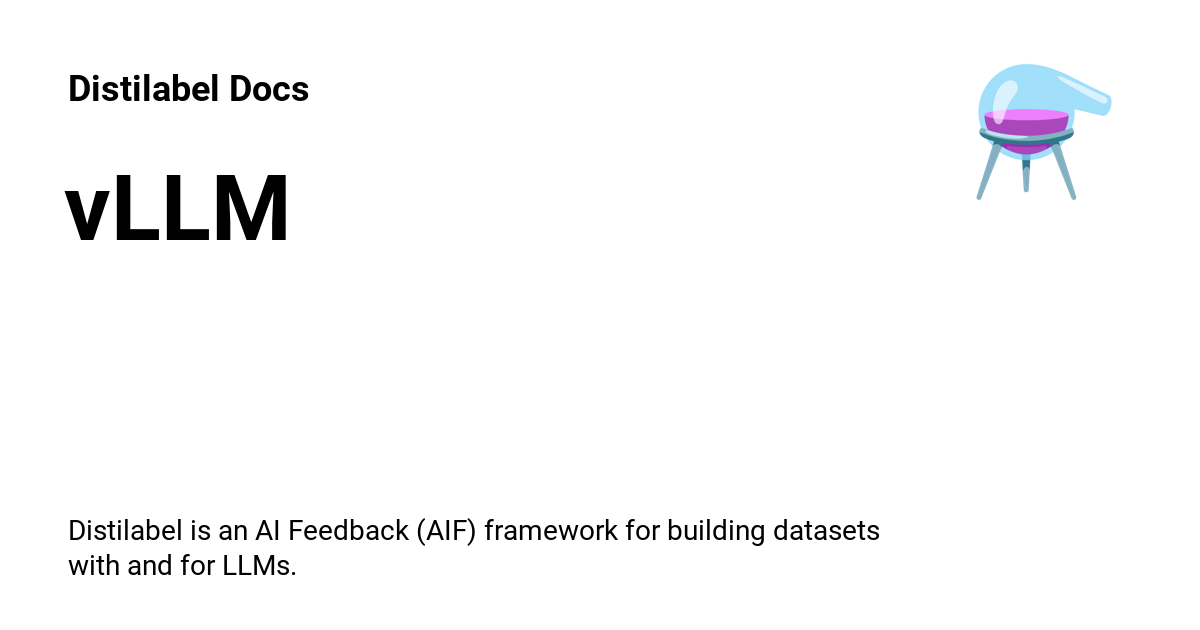 Distilabel Docs
vLLM
Distilabel is an AI Feedback (AIF) framework for building datasets
with and for LLMs.